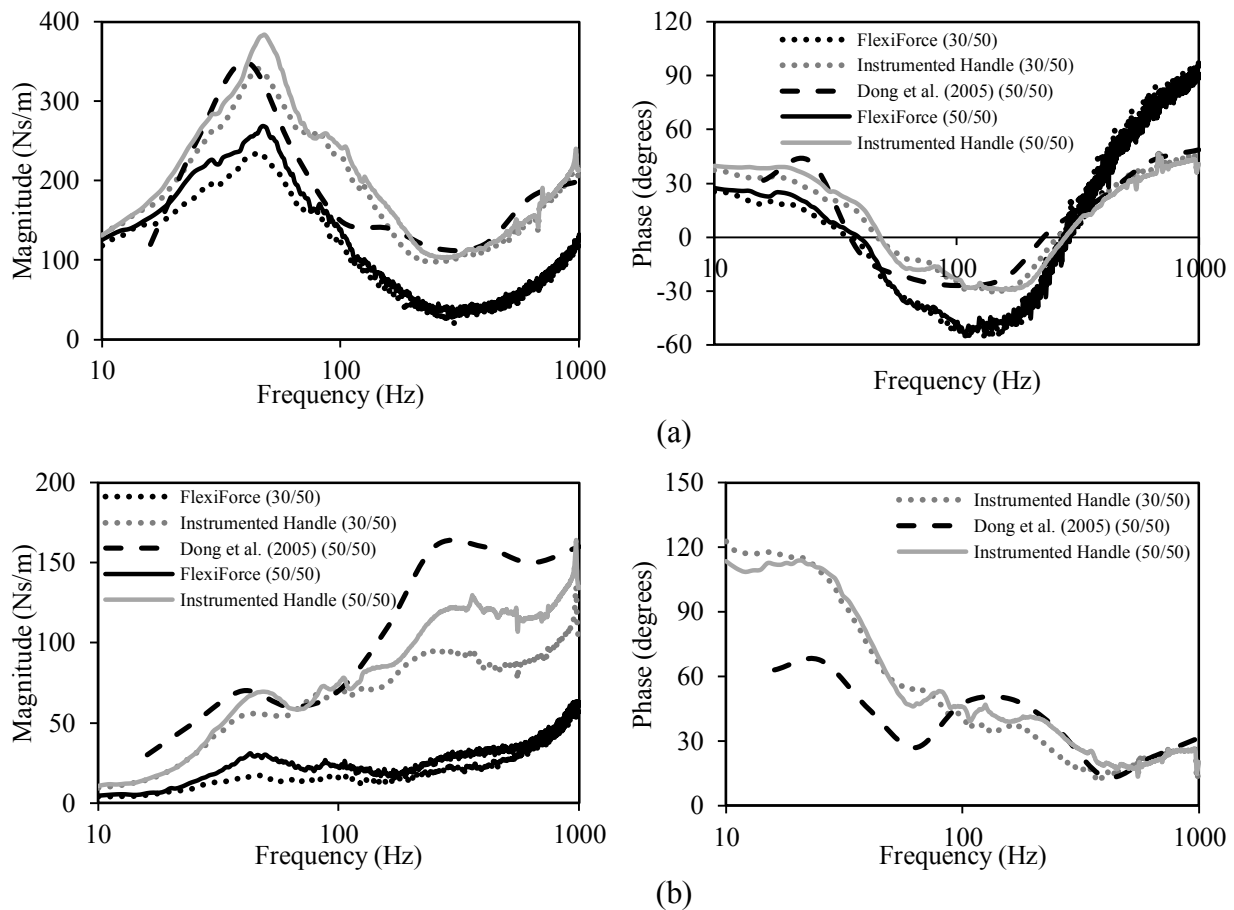 400
300
200
100
0
10
100
1000
Magnitude (Ns/m)
Frequency (Hz)
120
90
60
30
0
-30
-60
10
100
1000
Phase (degrees)
Frequency (Hz)
FlexiForce (30/50)
Instrumented Handle (30/50)
Dong et al. (2005) (50/50)
FlexiForce (50/50)
Instrumented Handle (50/50)
(a)
200
150
100
50
0
10
100
1000
Magnitude (Ns/m)
Frequency (Hz)
FlexiForce (30/50)
Instrumented Handle (30/50)
Dong et al. (2005) (50/50)
FlexiForce (50/50)
Instrumented Handle (50/50)
150
120
90
60
30
0
10
100
1000
Phase (degrees)
Frequency (Hz)
Instrumented Handle (30/50)
Dong et al. (2005) (50/50)
Instrumented Handle (50/50)
(b)